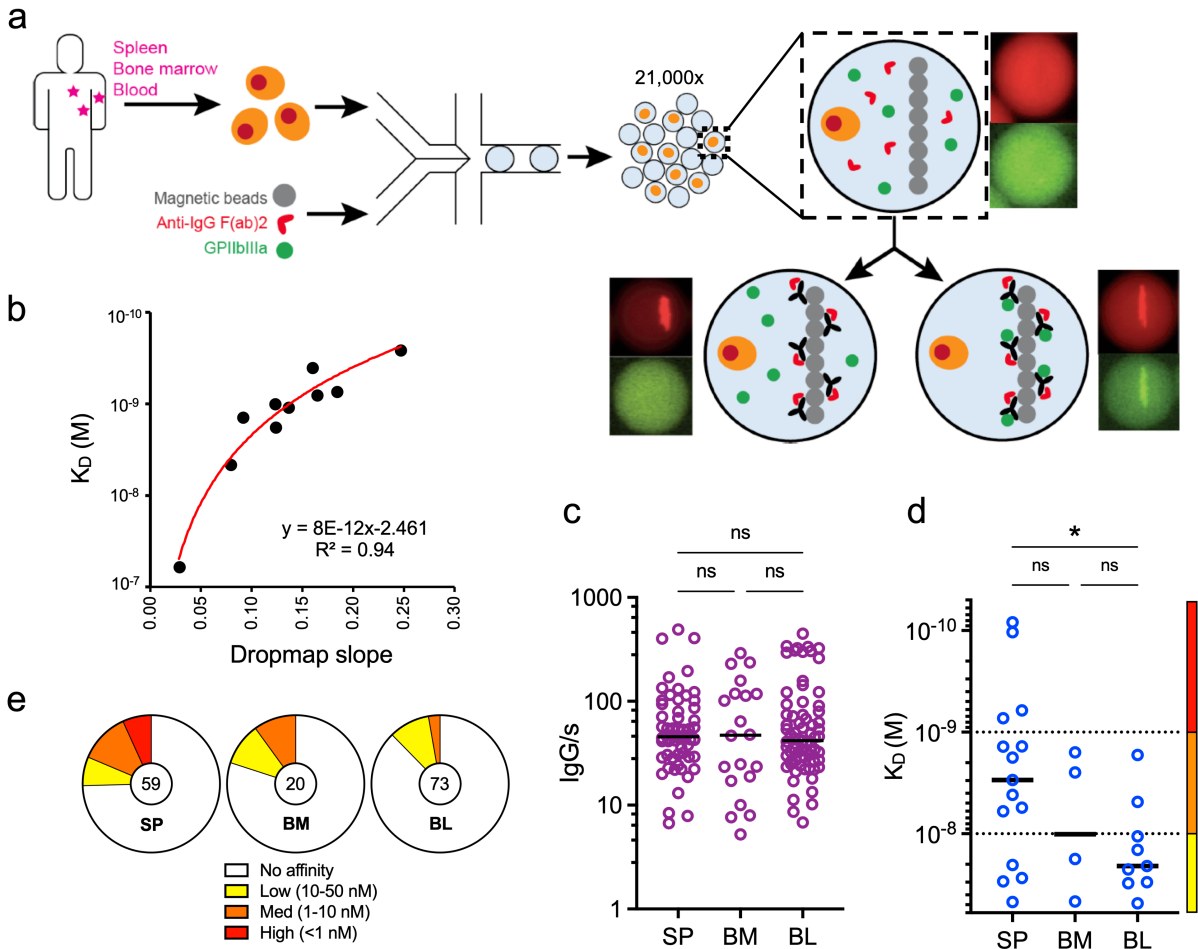 a
Spleen
Bone marrow
Blood
21,000x
Magnetic beads
Anti-IgG F(ab)2
GPIIbIIIa
b
10-10
10-9
10-8
10-7
KD (M)
y = 8E-12x-2.461
R² = 0.94
0.00
0.05
0.10
0.15
0.20
0.25
0.30
Dropmap slope
c
ns
ns
ns
1000
100
10
1
IgG/s
SP
BM
BL
d
*
ns
ns
10-10
10-9
10-8
KD (M)
SP
BM
BL
e
59
SP
20
BM
73
BL
No affinity
Low (10-50 nM)
Med (1-10 nM)
High (<1 nM)